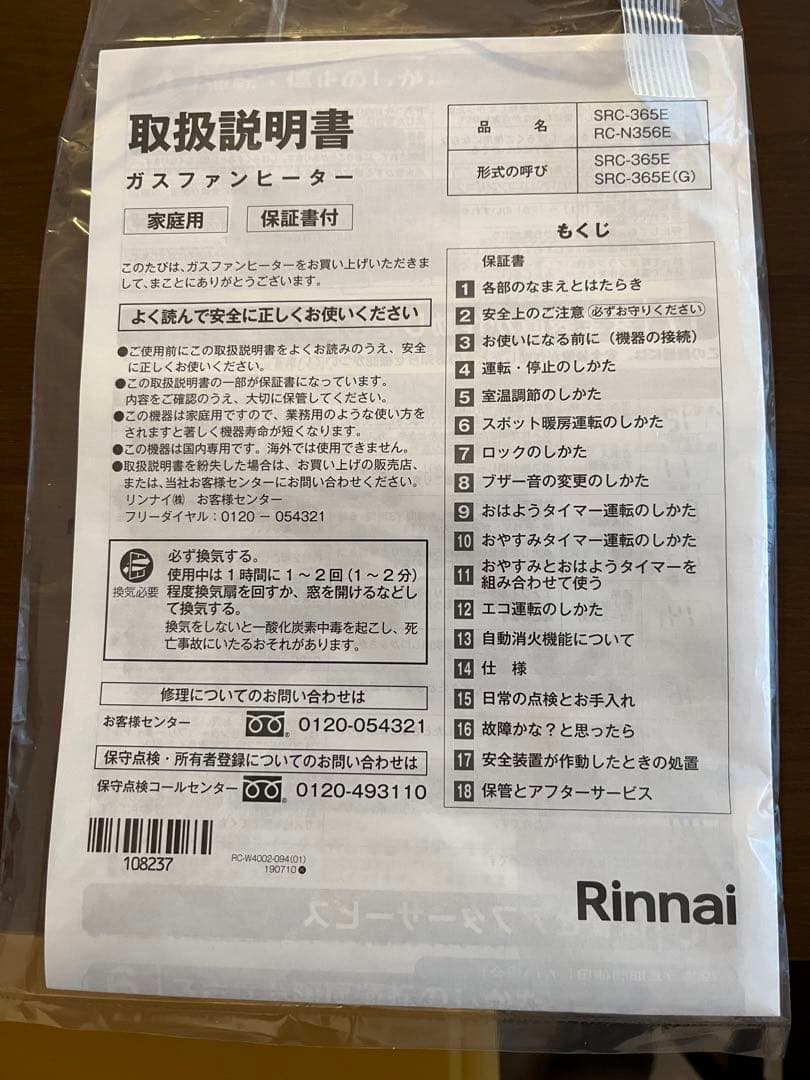 取扱説明書
ガスファンヒーター
家庭用 保証書付
品 名 SRC-365E
RC-N356E
形式の呼び SRC-365E
SRC-365E(G)
このたびは、ガスファンヒーターをお買い上げいただきま
して、まことにありがとうございます。
よく読んで安全に正しくお使いください
●ご使用前にこの取扱説明書をよくお読みのうえ、安全
に正しくお使いください。
●この取扱説明書の一部が保証書になっています。
内容をご確認のうえ、大切に保管してください。
●この機器は家庭用ですので、業務用のような使い方を
されますと著しく機器寿命が短くなります。
●この機器は国内専用です。海外では使用できません。
●取扱説明書を紛失した場合は、お買い上げの販売店、
または、当社お客様センターにお問い合わせください。
リンナイ㈱ お客様センター
フリーダイヤル：0120－054321
換気必要
必ず換気する。
使用中は1時間に1～2回（1～2分）
程度換気扇を回すか、窓を開けるなどし
て換気する。
換気をしないと一酸化炭素中毒を起こし、死
亡事故にいたるおそれがあります。
修理についてのお問い合わせは
お客様センター 0120-054321
保守点検・所有者登録についてのお問い合わせは
保守点検コールセンター 0120-493110
108237
RC-W4002-094(01)
190710Ⓚ
もくじ
保証書
1 各部のなまえとはたらき
2 安全上のご注意 必ずお守りください
3 お使いになる前に（機器の接続）
4 運転・停止のしかた
5 室温調節のしかた
6 スポット暖房運転のしかた
7 ロックのしかた
8 ブザー音の変更のしかた
9 おはようタイマー運転のしかた
10 おやすみタイマー運転のしかた
11 おやすみとおはようタイマーを
組み合わせて使う
12 エコ運転のしかた
13 自動消火機能について
14 仕 様
15 日常の点検とお手入れ
16 故障かな？と思ったら
17 安全装置が作動したときの処置
18 保管とアフターサービス
Rinnai